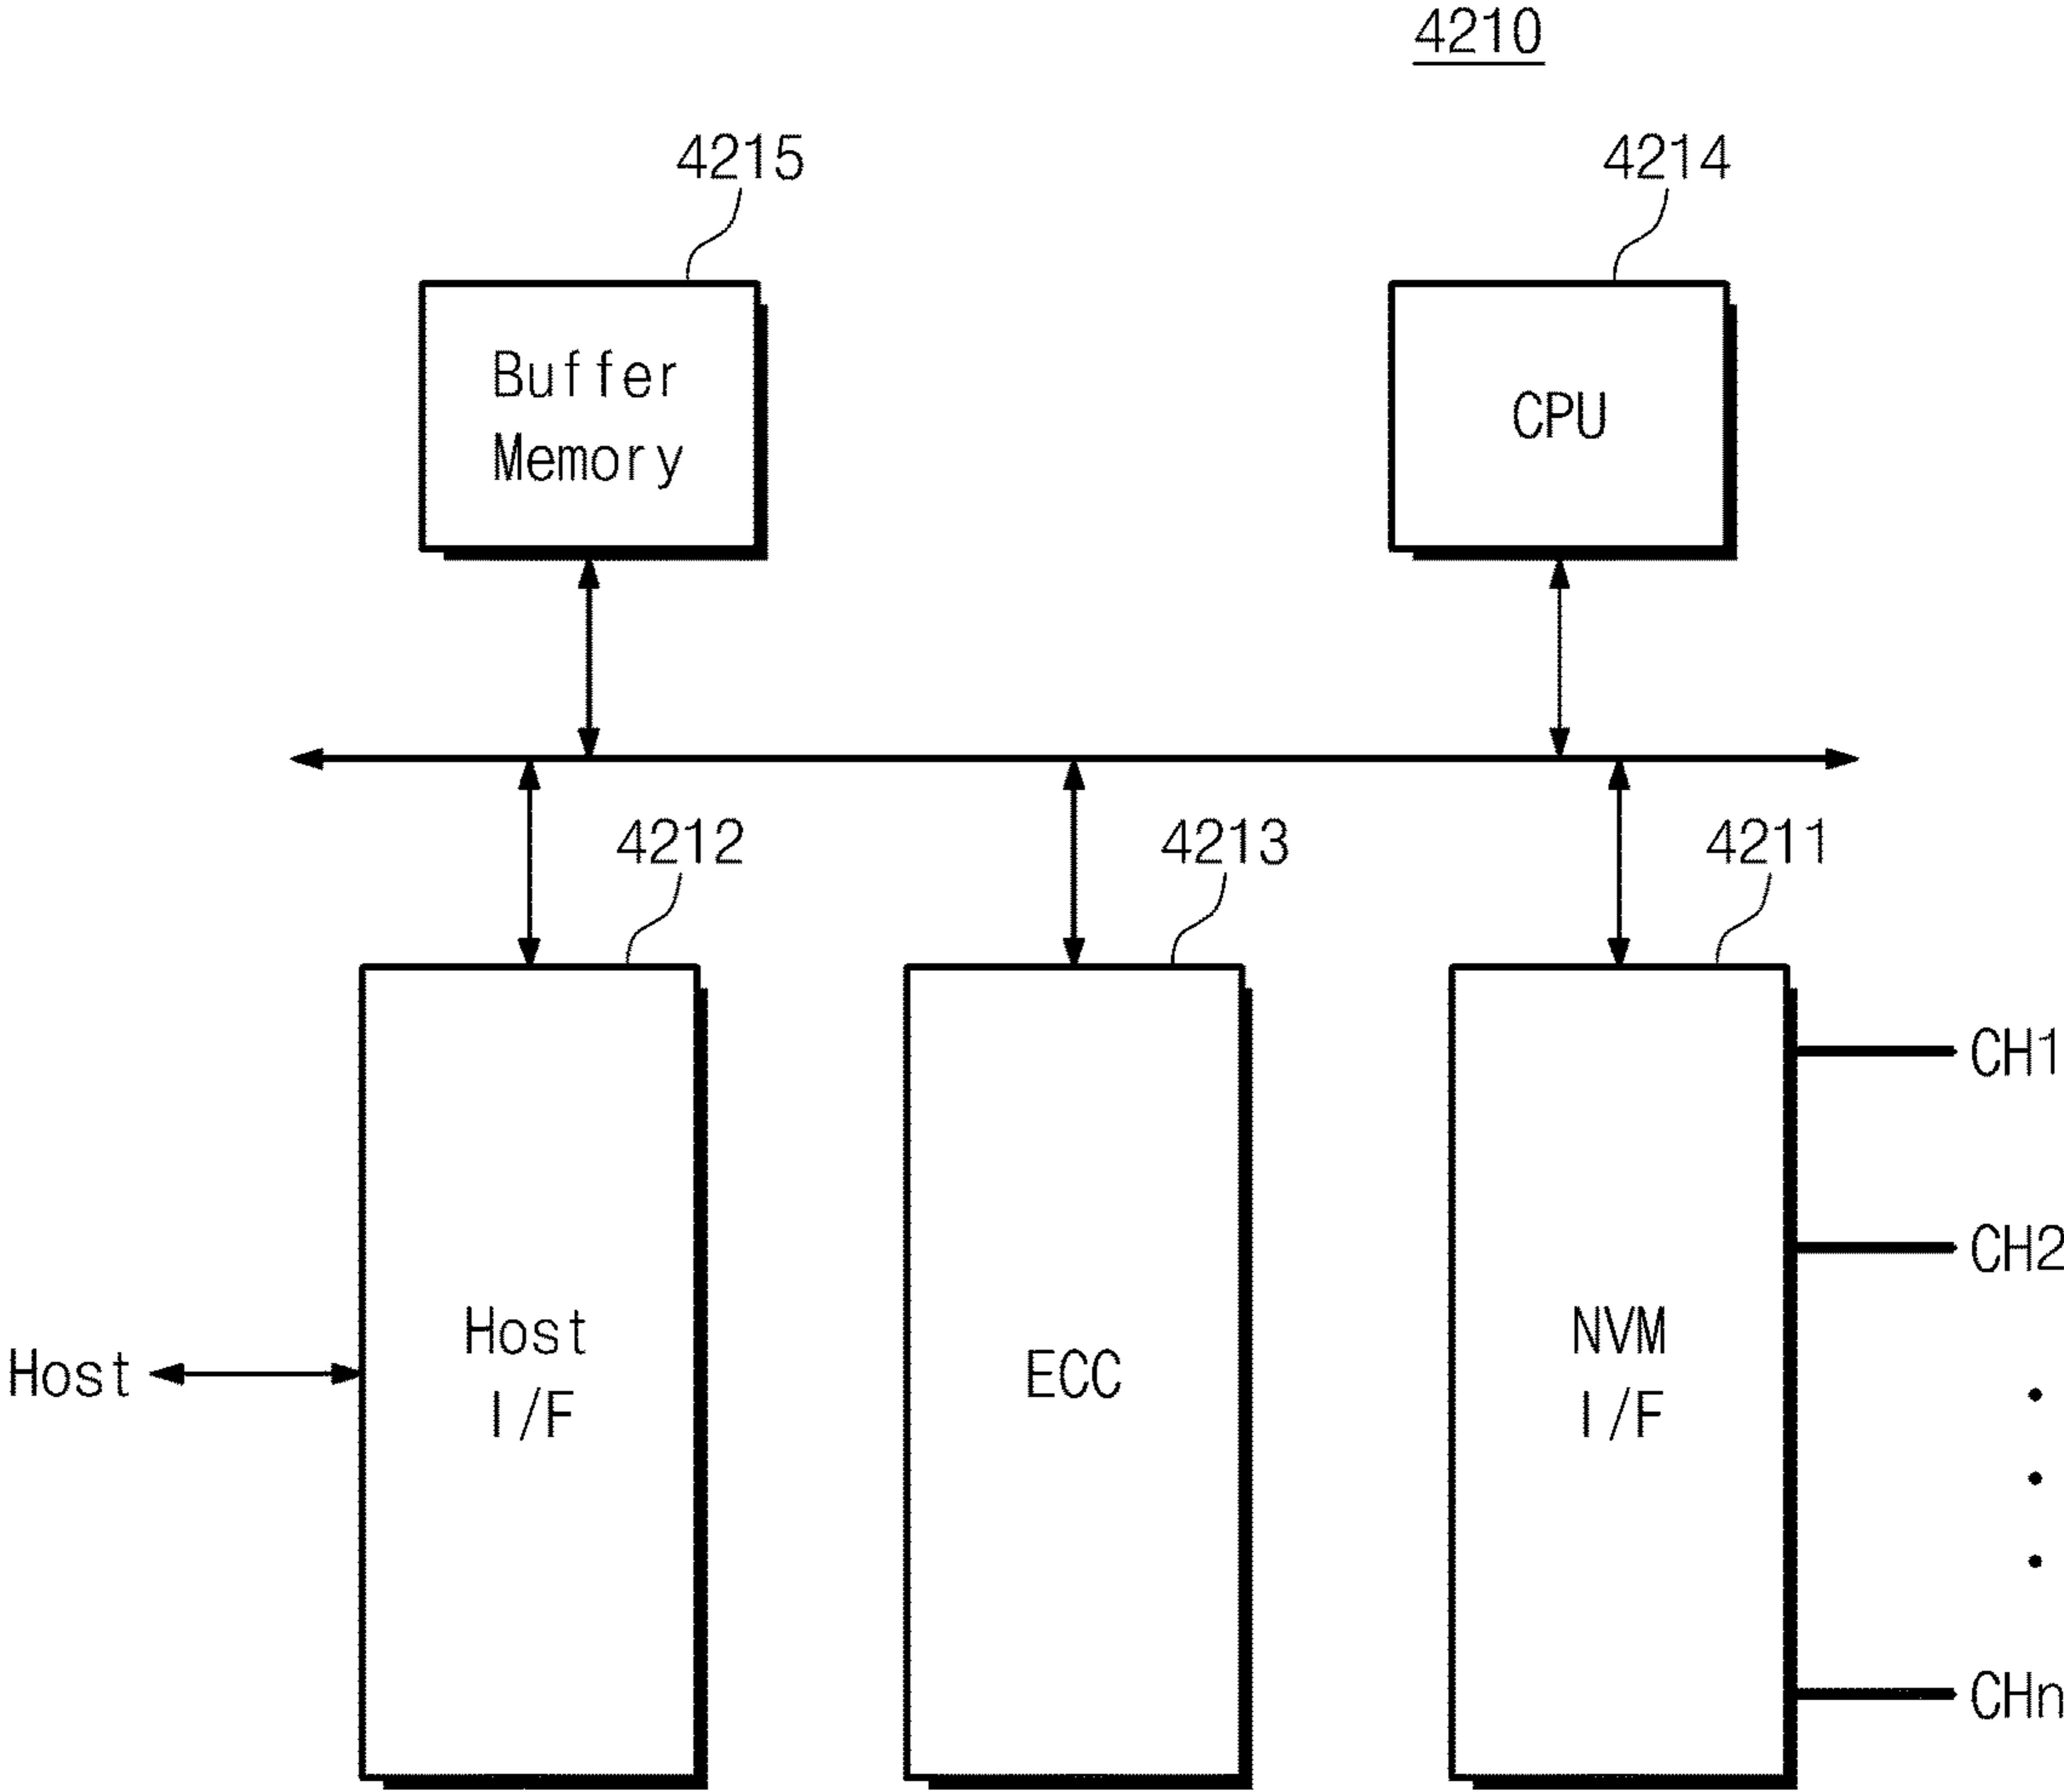 4210
4215
4214
Buffer
Memory
CPU
4212
4213
4211
CH1
CH2
Host
Host
I/F
ECC
NVM
I/F
CHn